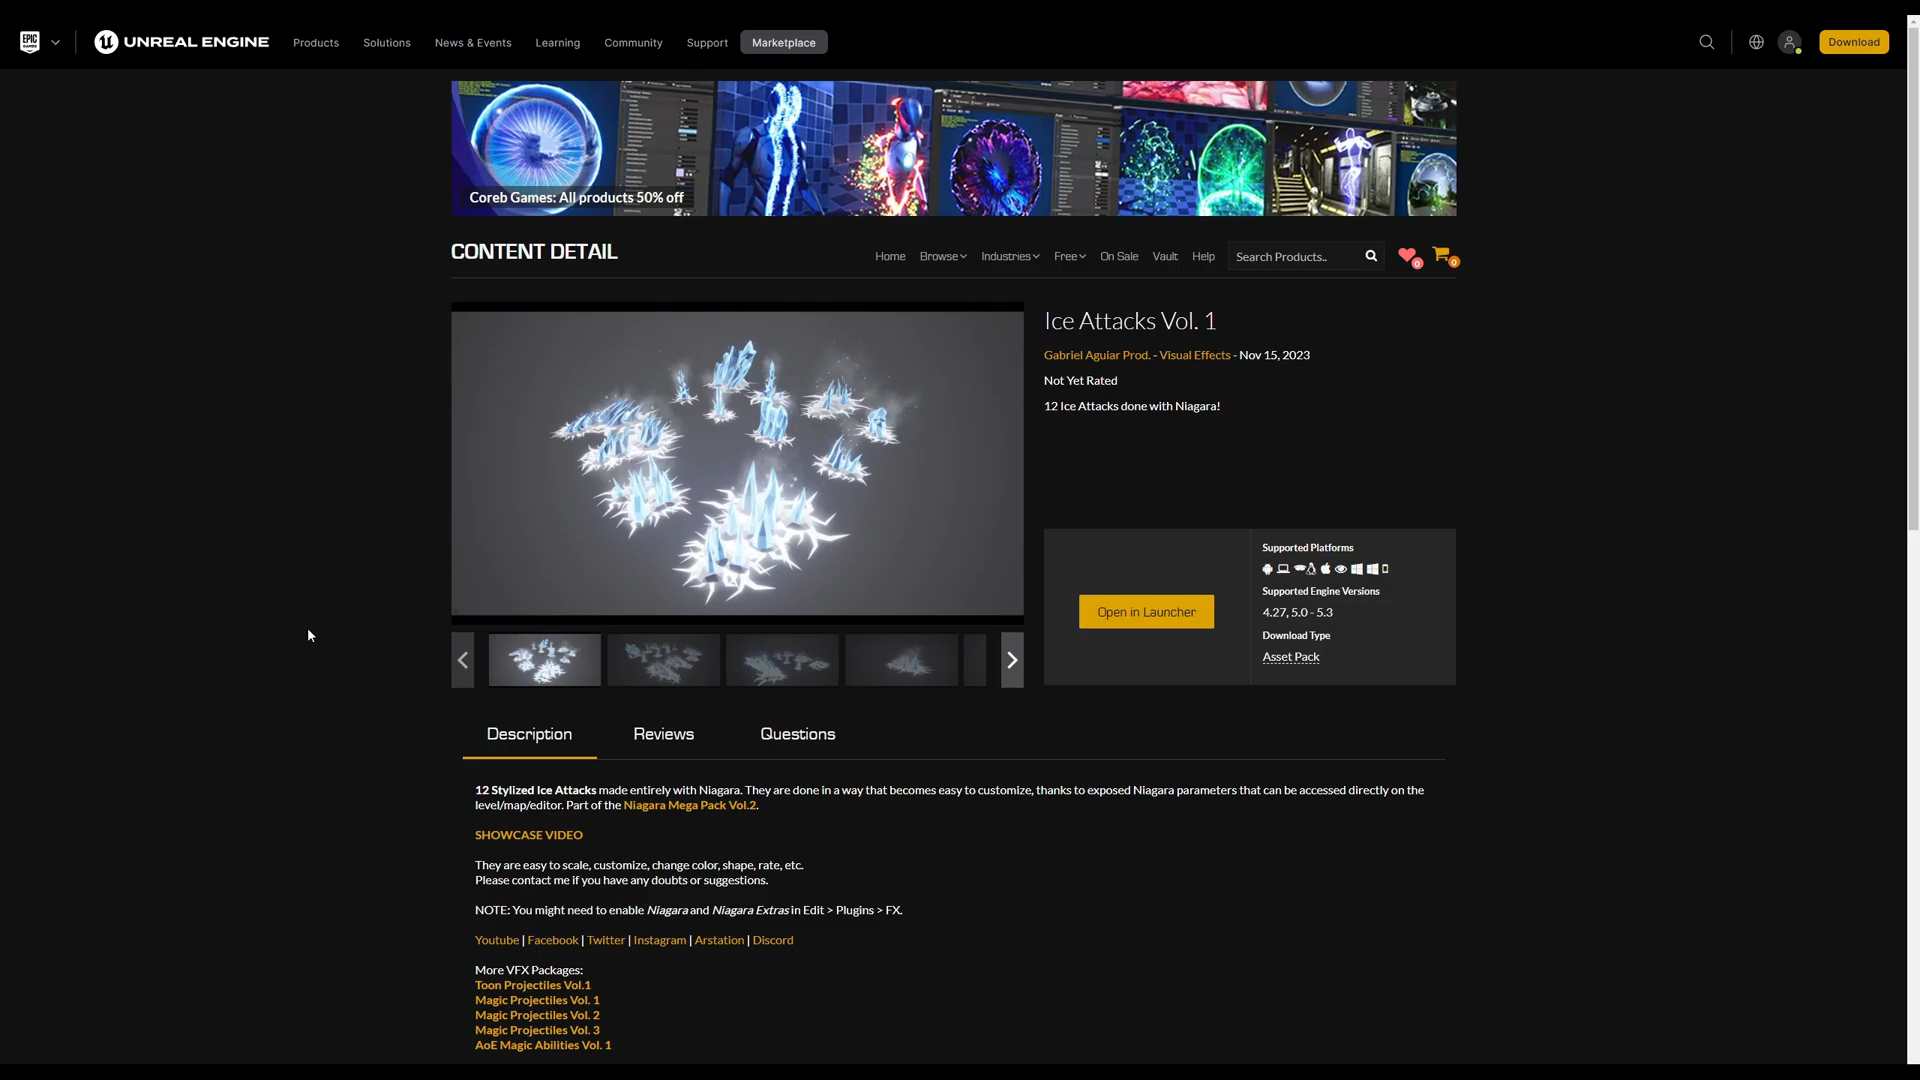 EPIC GAMES
UNREAL ENGINE
Products
Solutions
News & Events
Learning
Community
Support
Marketplace
Download
Coreb Games: All products 50% off
CONTENT DETAIL
Home
Browse
Industries
Free
On Sale
Vault
Help
Search Products..
0
0
Ice Attacks Vol. 1
Gabriel Aguiar Prod. - Visual Effects - Nov 15, 2023
Not Yet Rated
12 Ice Attacks done with Niagara!
Open in Launcher
Supported Platforms
Supported Engine Versions
4.27, 5.0 - 5.3
Download Type
Asset Pack
Description
Reviews
Questions
12 Stylized Ice Attacks made entirely with Niagara. They are done in a way that becomes easy to customize, thanks to exposed Niagara parameters that can be accessed directly on the
level/map/editor. Part of the Niagara Mega Pack Vol.2.
SHOWCASE VIDEO
They are easy to scale, customize, change color, shape, rate, etc.
Please contact me if you have any doubts or suggestions.
NOTE: You might need to enable Niagara and Niagara Extras in Edit > Plugins > FX.
Youtube | Facebook | Twitter | Instagram | Arstation | Discord
More VFX Packages:
Toon Projectiles Vol.1
Magic Projectiles Vol. 1
Magic Projectiles Vol. 2
Magic Projectiles Vol. 3
AoE Magic Abilities Vol. 1